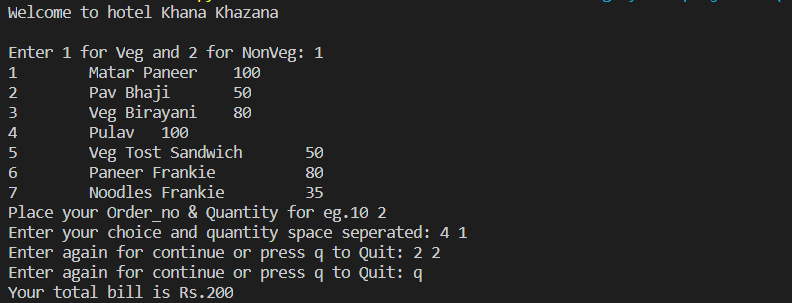 Welcome to hotel Khana Khazana
Enter 1 for Veg and 2 for NonVeg: 1
1 Matar Paneer 100
2 Pav Bhaji 50
3 Veg Birayani 80
4 Pulav 100
5 Veg Tost Sandwich 50
6 Paneer Frankie 80
7 Noodles Frankie 35
Place your Order_no & Quantity for eg.10 2
Enter your choice and quantity space seperated: 4 1
Enter again for continue or press q to Quit: 2 2
Enter again for continue or press q to Quit: q
Your total bill is Rs.200